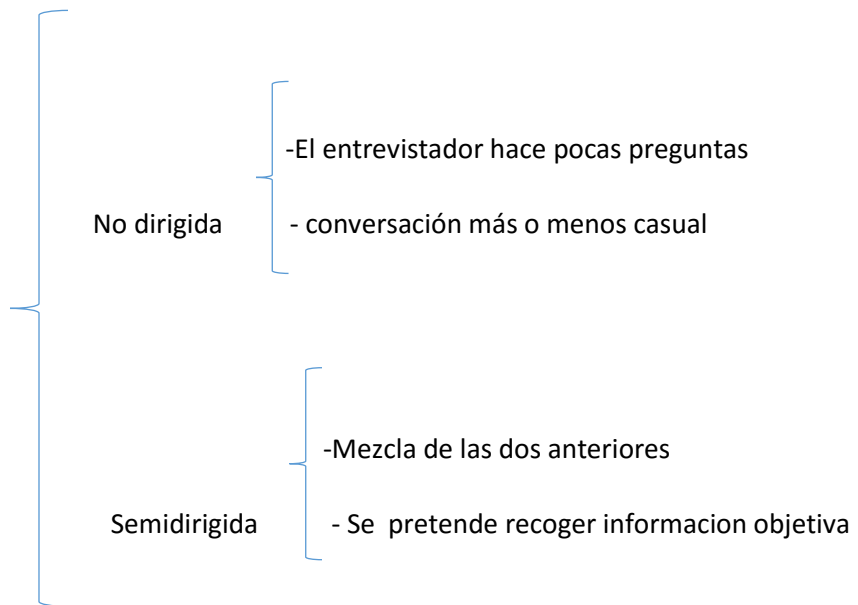 -El entrevistador hace pocas preguntas
No dirigida - conversación más o menos casual
-Mezcla de las dos anteriores
Semidirigida - Se pretende recoger informacion objetiva